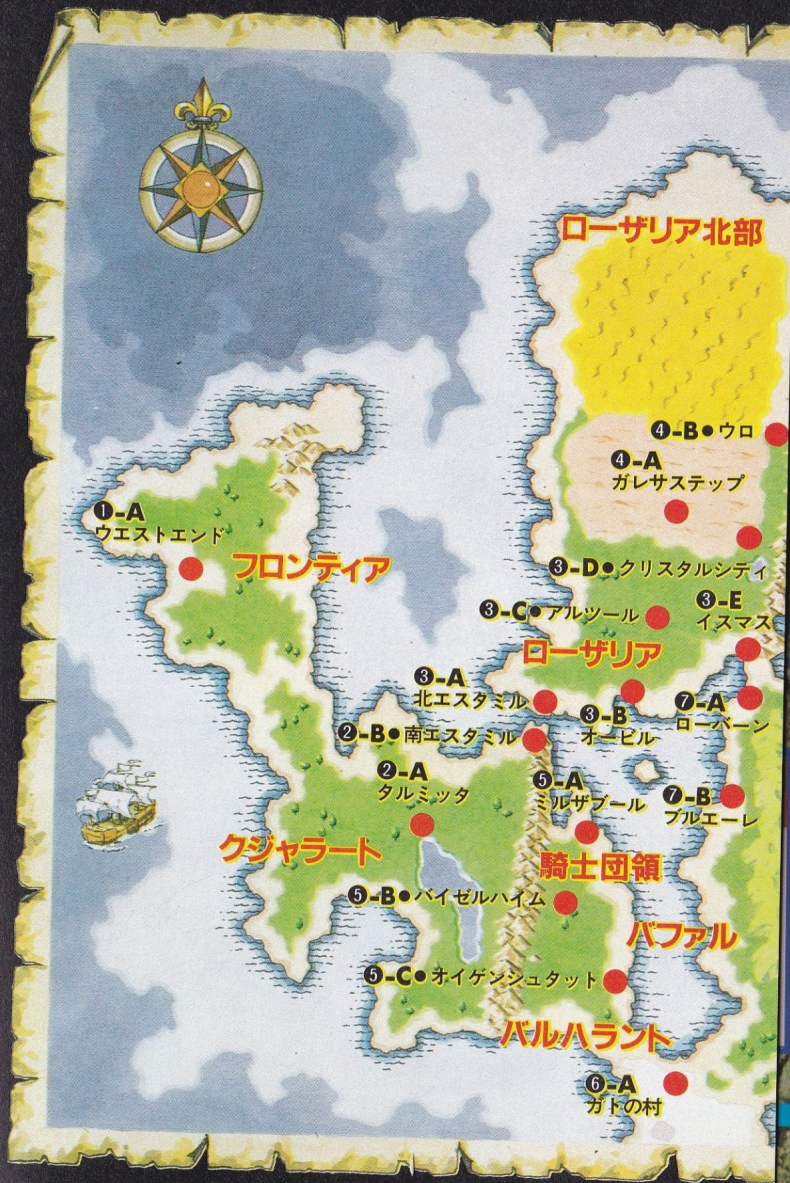 ローザリア北部
❹-B●ウロ
❹-A
ガレサステップ
❶-A
ウエストエンド
フロンティア
❸-D●クリスタルシティ
❸-C●アルツール
❸-E
イスマス
ローザリア
❸-A
北エスタミル
❸-B
オービル
❼-A
ローバーン
❷-B●南エスタミル
❷-A
タルミッタ
❺-A
ミルザブール
❼-B
ブルエーレ
クジャラート
騎士団領
❺-B●バイゼルハイム
バファル
❺-C●オイゲンシュタット
バルハラント
❻-A
ガトの村